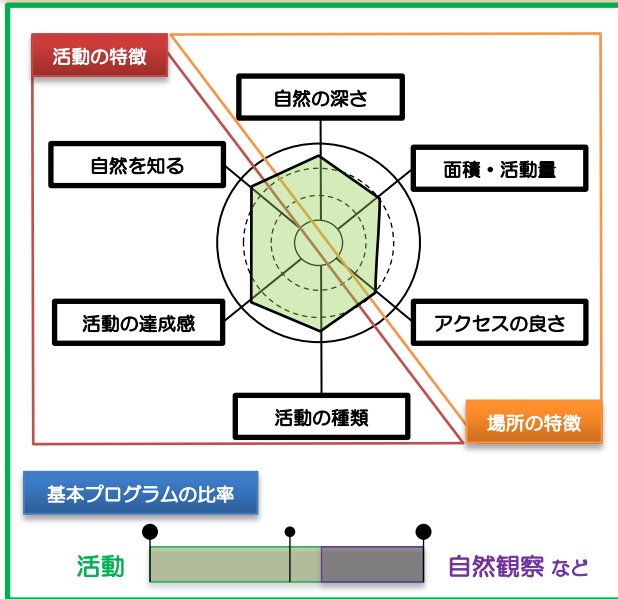 活動の特徴
自然の深さ
自然を知る
面積・活動量
活動の達成感
アクセスの良さ
活動の種類
場所の特徴
基本プログラムの比率
活動
自然観察 など